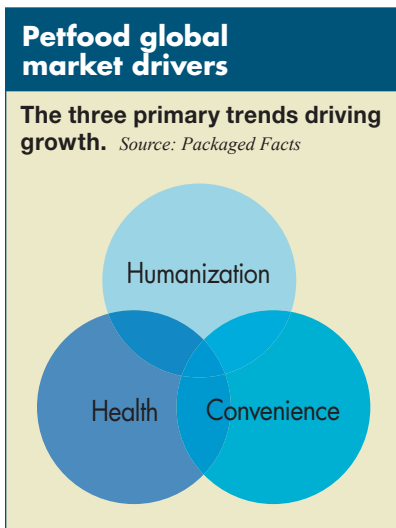 Petfood global
market drivers
The three primary trends driving
growth. Source: Packaged Facts
Humanization
Health
Convenience